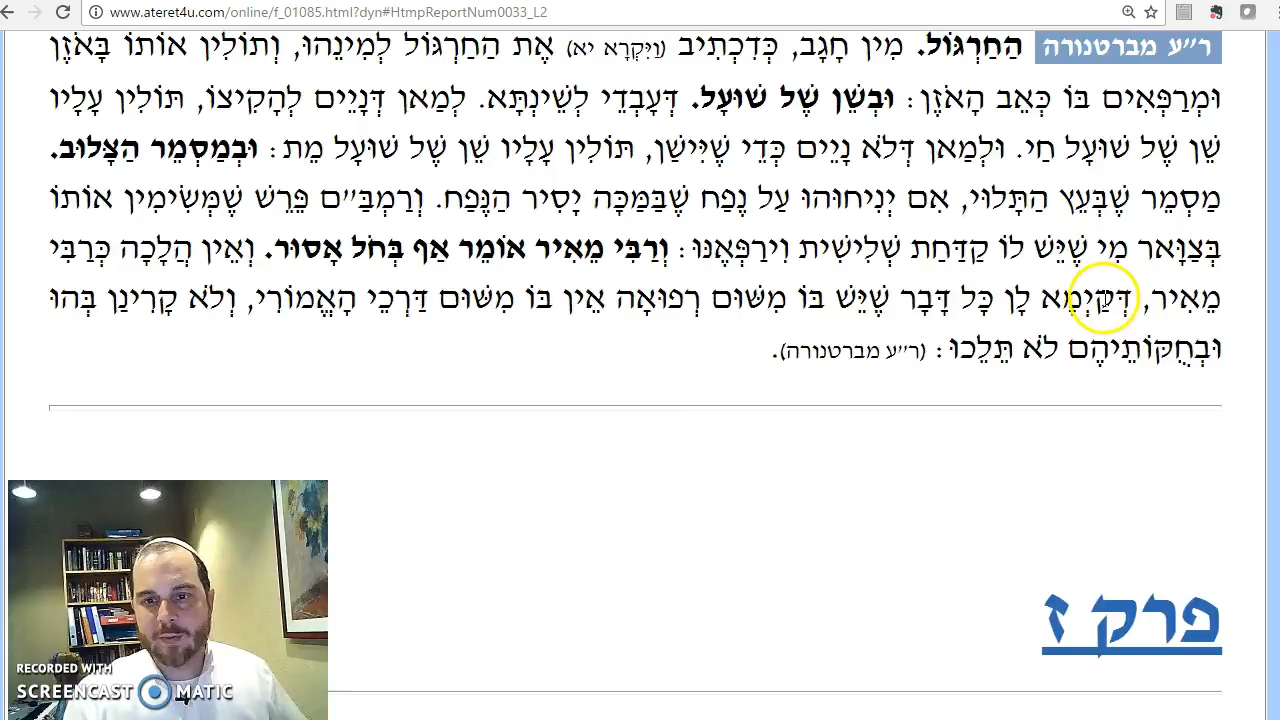 www.ateret4u.com/online/f_01085.html?dyn#HtmpReportNum0033_L2
ר''ע מברטנורה הַחַרְגּוֹל. מִין חָגָב, כְּדִכְתִיב (וַיִּקְרָא יא) אֶת הַחַרְגּוֹל לְמִינֵהוּ, וְתוֹלִין אוֹתוֹ בָּאֹזֶן
וּמְרַפְּאִים בּוֹ כְּאֵב הָאֹזֶן : וּבְשֵׁן שֶׁל שׁוּעָל. דְּעָבְדֵי לְשֵׁינְתָּא. לְמַאן דְּנָיֵים לְהָקִיצוֹ, תּוֹלִין עָלָיו
שֵׁן שֶׁל שׁוּעָל חַי. וּלְמַאן דְּלֹא נָיֵים כְּדֵי שֶׁיִּישַׁן, תּוֹלִין עָלָיו שֵׁן שֶׁל שׁוּעָל מֵת : וּבְמַסְמֵר הַצָּלוּב.
מַסְמֵר שֶׁבְּעֵץ הַתָּלוּי, אִם יְנִיחוּהוּ עַל נֶפַח שֶׁבַּמַּכָּה יָסִיר הַנֶּפַח. וְרַמְבַּ''ם פֵּרֵשׁ שֶׁמְּשִׂימִין אוֹתוֹ
בְּצַוָּאר מִי שֶׁיֵּשׁ לוֹ קַדַּחַת שְׁלִישִׁית וִירַפְּאֶנּוּ : וְרַבִּי מֵאִיר אוֹמֵר אַף בְּחֹל אָסוּר. וְאֵין הֲלָכָה כְּרַבִּי
מֵאִיר, דְּקַיְמָא לָן כָּל דָּבָר שֶׁיֵּשׁ בּוֹ מִשּׁוּם רְפוּאָה אֵין בּוֹ מִשּׁוּם דַּרְכֵי הָאֱמוֹרִי, וְלֹא קָרִינַן בְּהוּ
וּבְחֻקּוֹתֵיהֶם לֹא תֵּלֵכוּ : (ר''ע מברטנורה).
פרק ז
RECORDED WITH
SCREENCAST MATIC